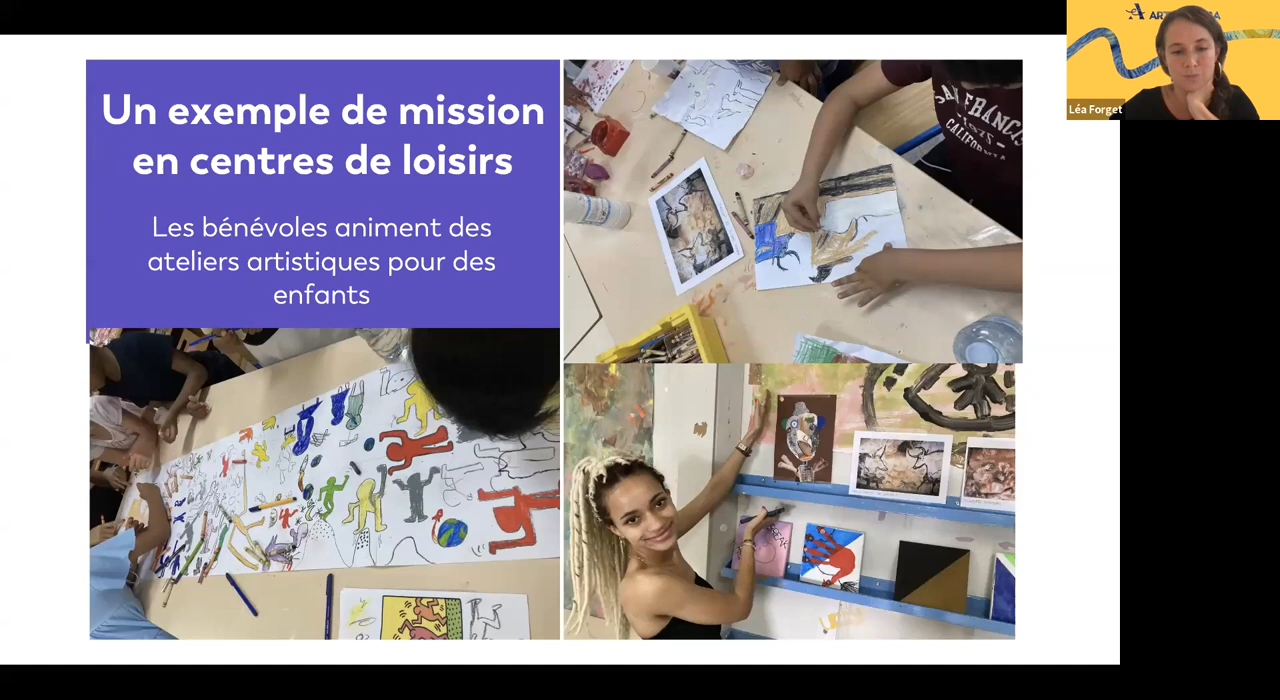 Un exemple de mission
en centres de loisirs
Les bénévoles animent des
ateliers artistiques pour des
enfants
Léa Forget
CALIFORNIA